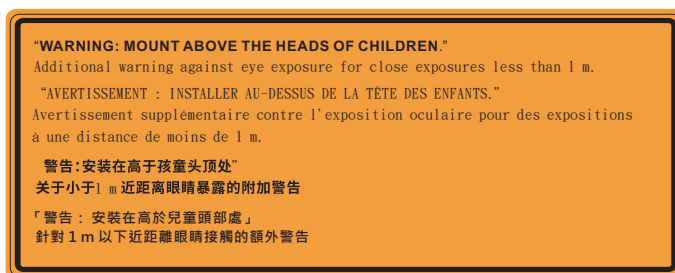 “WARNING: MOUNT ABOVE THE HEADS OF CHILDREN.”
Additional warning against eye exposure for close exposures less than 1 m.
“AVERTISSEMENT : INSTALLER AU-DESSUS DE LA TÊTE DES ENFANTS.”
Avertissement supplémentaire contre l'exposition oculaire pour des expositions
à une distance de moins de 1 m.
警告:安装在高于孩童头顶处”
关于小于1 m 近距离眼睛暴露的附加警告
「警告 : 安裝在高於兒童頭部處」
針對 1 m 以下近距離眼睛接觸的額外警告